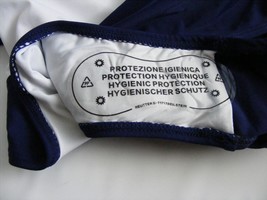 PROTEZIONE IGIENICA
PROTECTION HYGIENIQUE
HYGIENIC PROTECTION
HYGIENISCHER SCHUTZ